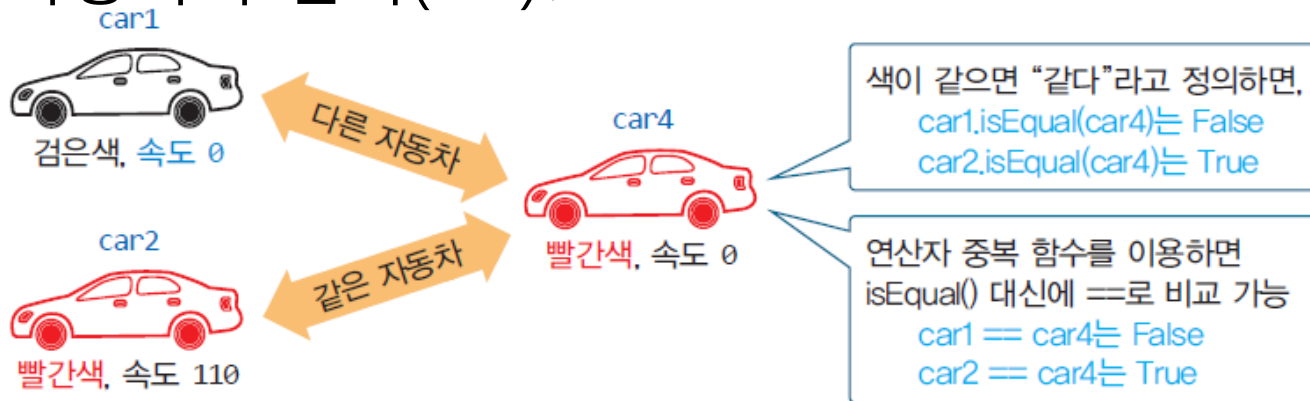 car1
검은색, 속도 0
다른 자동차
car2
빨간색, 속도 110
같은 자동차
car4
빨간색, 속도 0
색이 같으면 “같다”라고 정의하면,
car1.isEqual(car4)는 False
car2.isEqual(car4)는 True
연산자 중복 함수를 이용하면
isEqual() 대신에 ==로 비교 가능
car1 == car4는 False
car2 == car4는 True